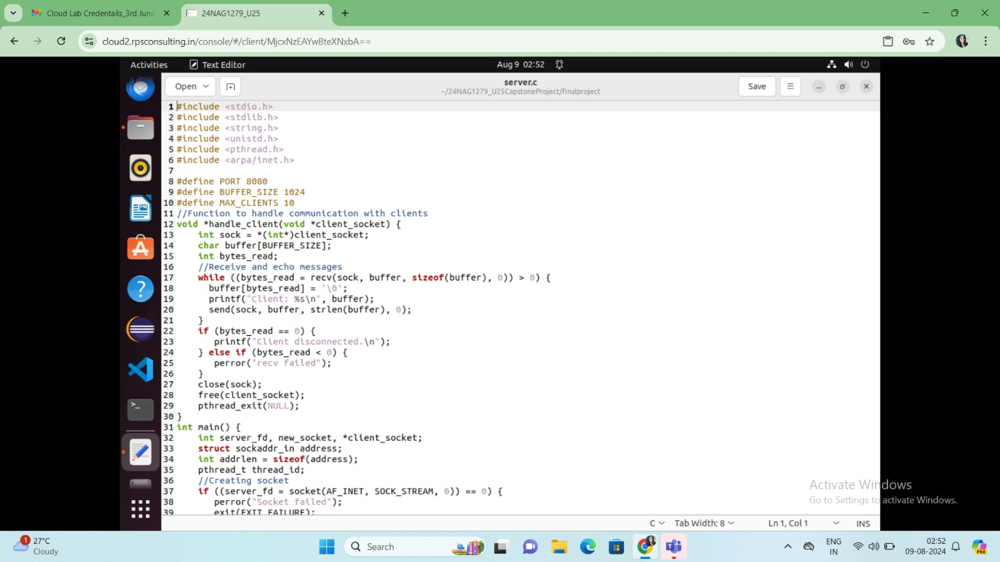 Cloud Lab Credentails_3rd June
24NAG1279_U25
cloud2.rpsconsulting.in/console/#/client/MjcxNzEAYwBteXNxbA==
Activities
Text Editor
Aug 9 02:52
Open
server.c
~/24NAG1279_U25CapstoneProject/finalproject
Save
1 #include <stdio.h>
2 #include <stdlib.h>
3 #include <string.h>
4 #include <unistd.h>
5 #include <pthread.h>
6 #include <arpa/inet.h>
7
8 #define PORT 8080
9 #define BUFFER_SIZE 1024
10 #define MAX_CLIENTS 10
11 //Function to handle communication with clients
12 void *handle_client(void *client_socket) {
13     int sock = *(int*)client_socket;
14     char buffer[BUFFER_SIZE];
15     int bytes_read;
16     //Receive and echo messages
17     while ((bytes_read = recv(sock, buffer, sizeof(buffer), 0)) > 0) {
18       buffer[bytes_read] = '\0';
19       printf("Client: %s\n", buffer);
20       send(sock, buffer, strlen(buffer), 0);
21     }
22     if (bytes_read == 0) {
23        printf("Client disconnected.\n");
24     } else if (bytes_read < 0) {
25        perror("recv failed");
26     }
27     close(sock);
28     free(client_socket);
29     pthread_exit(NULL);
30 }
31 int main() {
32     int server_fd, new_socket, *client_socket;
33     struct sockaddr_in address;
34     int addrlen = sizeof(address);
35     pthread_t thread_id;
36     //Creating socket
37     if ((server_fd = socket(AF_INET, SOCK_STREAM, 0)) == 0) {
38        perror("Socket failed");
39        exit(EXIT_FAILURE);
Activate Windows
Go to Settings to activate Windows.
C
Tab Width: 8
Ln 1, Col 1
INS
1
27°C
Cloudy
Search
ENG
IN
02:52
09-08-2024
PRE